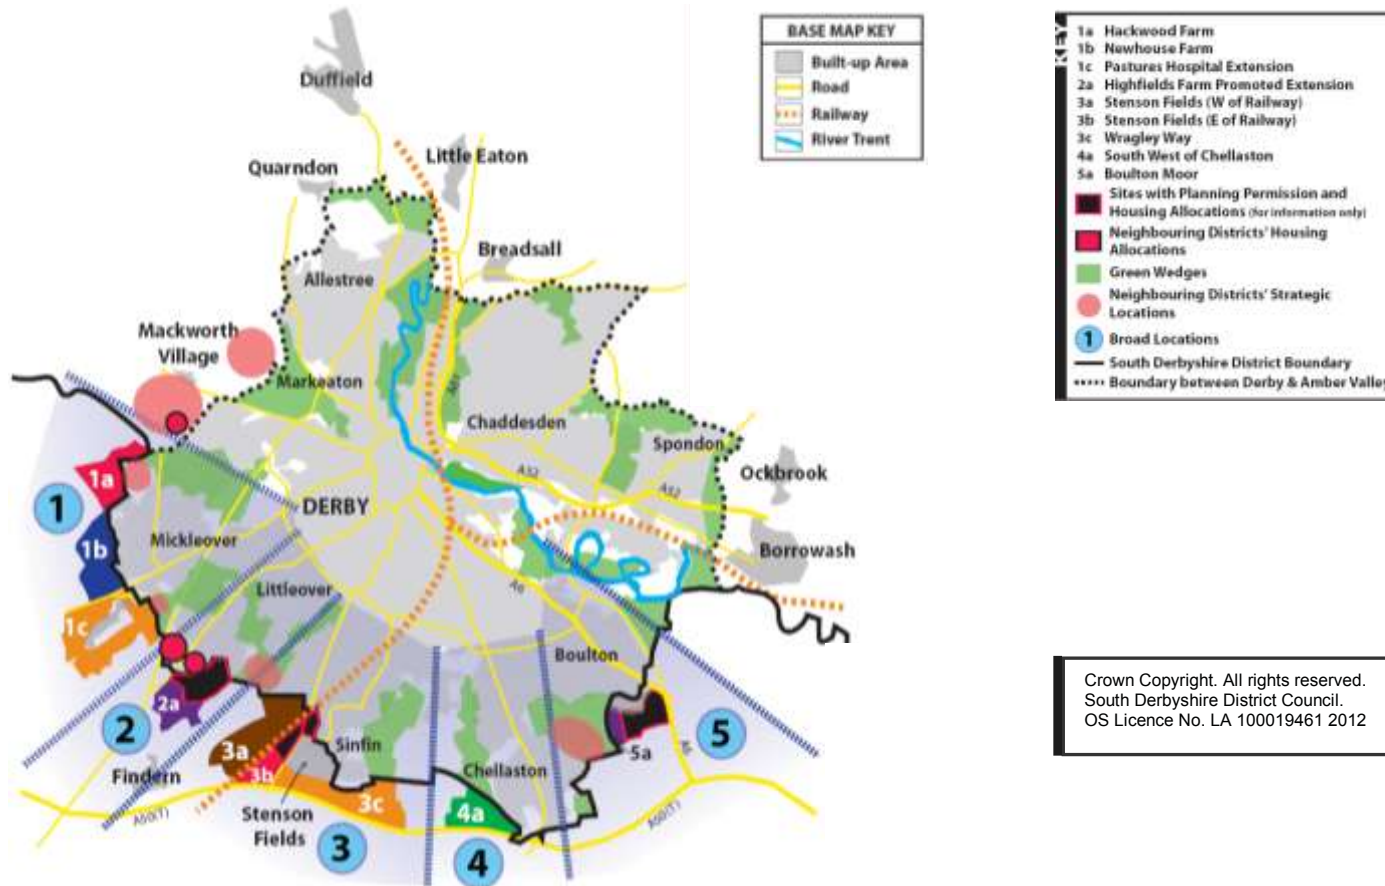 BASE MAP KEY
Built-up Area
Road
Railway
River Trent
KEY
1a Hackwood Farm
1b Newhouse Farm
1c Pastures Hospital Extension
2a Highfields Farm Promoted Extension
3a Stenson Fields (W of Railway)
3b Stenson Fields (E of Railway)
3c Wragley Way
4a South West of Chellaston
5a Boulton Moor
Sites with Planning Permission and
Housing Allocations (for information only)
Neighbouring Districts' Housing
Allocations
Green Wedges
Neighbouring Districts' Strategic
Locations
1 Broad Locations
South Derbyshire District Boundary
Boundary between Derby & Amber Valley
Duffield
Quarndon
Little Eaton
Breadsall
Allestree
Mackworth
Village
Markeaton
A61
Chaddesden
Spondon
Ockbrook
A52
A52
1a
1
DERBY
Mickleover
1b
Borrowash
Littleover
A6
1c
Boulton
2a
2
3a
Sinfin
5
5a
A6
Findern
3b
Chellaston
3c
4a
A50(T)
Stenson
Fields
A50(T)
3
4
Crown Copyright. All rights reserved.
South Derbyshire District Council.
OS Licence No. LA 100019461 2012